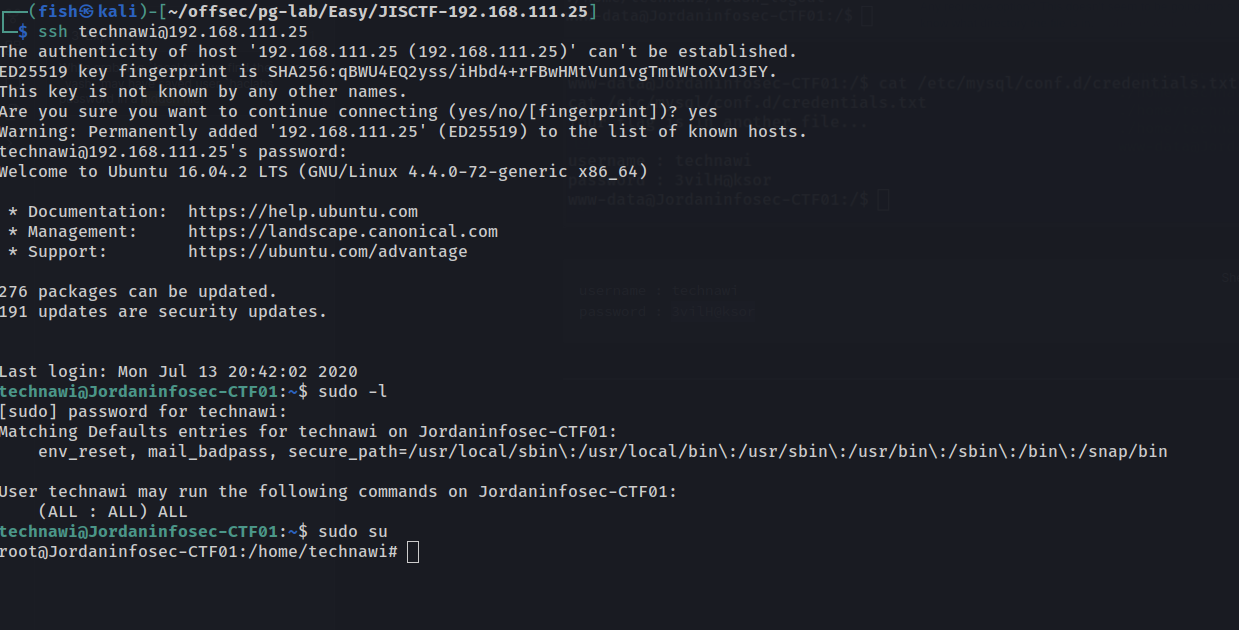 ┌──(fish㉿kali)-[~/offsec/pg-lab/Easy/JISCTF-192.168.111.25]
└─$ ssh technawi@192.168.111.25
The authenticity of host '192.168.111.25 (192.168.111.25)' can't be established.
ED25519 key fingerprint is SHA256:qBWU4EQ2yss/iHbd4+rFBwHMtVun1vgTmtWtoXv13EY.
This key is not known by any other names.
Are you sure you want to continue connecting (yes/no/[fingerprint])? yes
Warning: Permanently added '192.168.111.25' (ED25519) to the list of known hosts.
technawi@192.168.111.25's password:
Welcome to Ubuntu 16.04.2 LTS (GNU/Linux 4.4.0-72-generic x86_64)
* Documentation: https://help.ubuntu.com
* Management: https://landscape.canonical.com
* Support: https://ubuntu.com/advantage
276 packages can be updated.
191 updates are security updates.
Last login: Mon Jul 13 20:42:02 2020
technawi@Jordaninfosec-CTF01:~$ sudo -l
[sudo] password for technawi:
Matching Defaults entries for technawi on Jordaninfosec-CTF01:
env_reset, mail_badpass, secure_path=/usr/local/sbin\:/usr/local/bin\:/usr/sbin\:/usr/bin\:/sbin\:/bin\:/snap/bin
User technawi may run the following commands on Jordaninfosec-CTF01:
(ALL : ALL) ALL
technawi@Jordaninfosec-CTF01:~$ sudo su
root@Jordaninfosec-CTF01:/home/technawi#